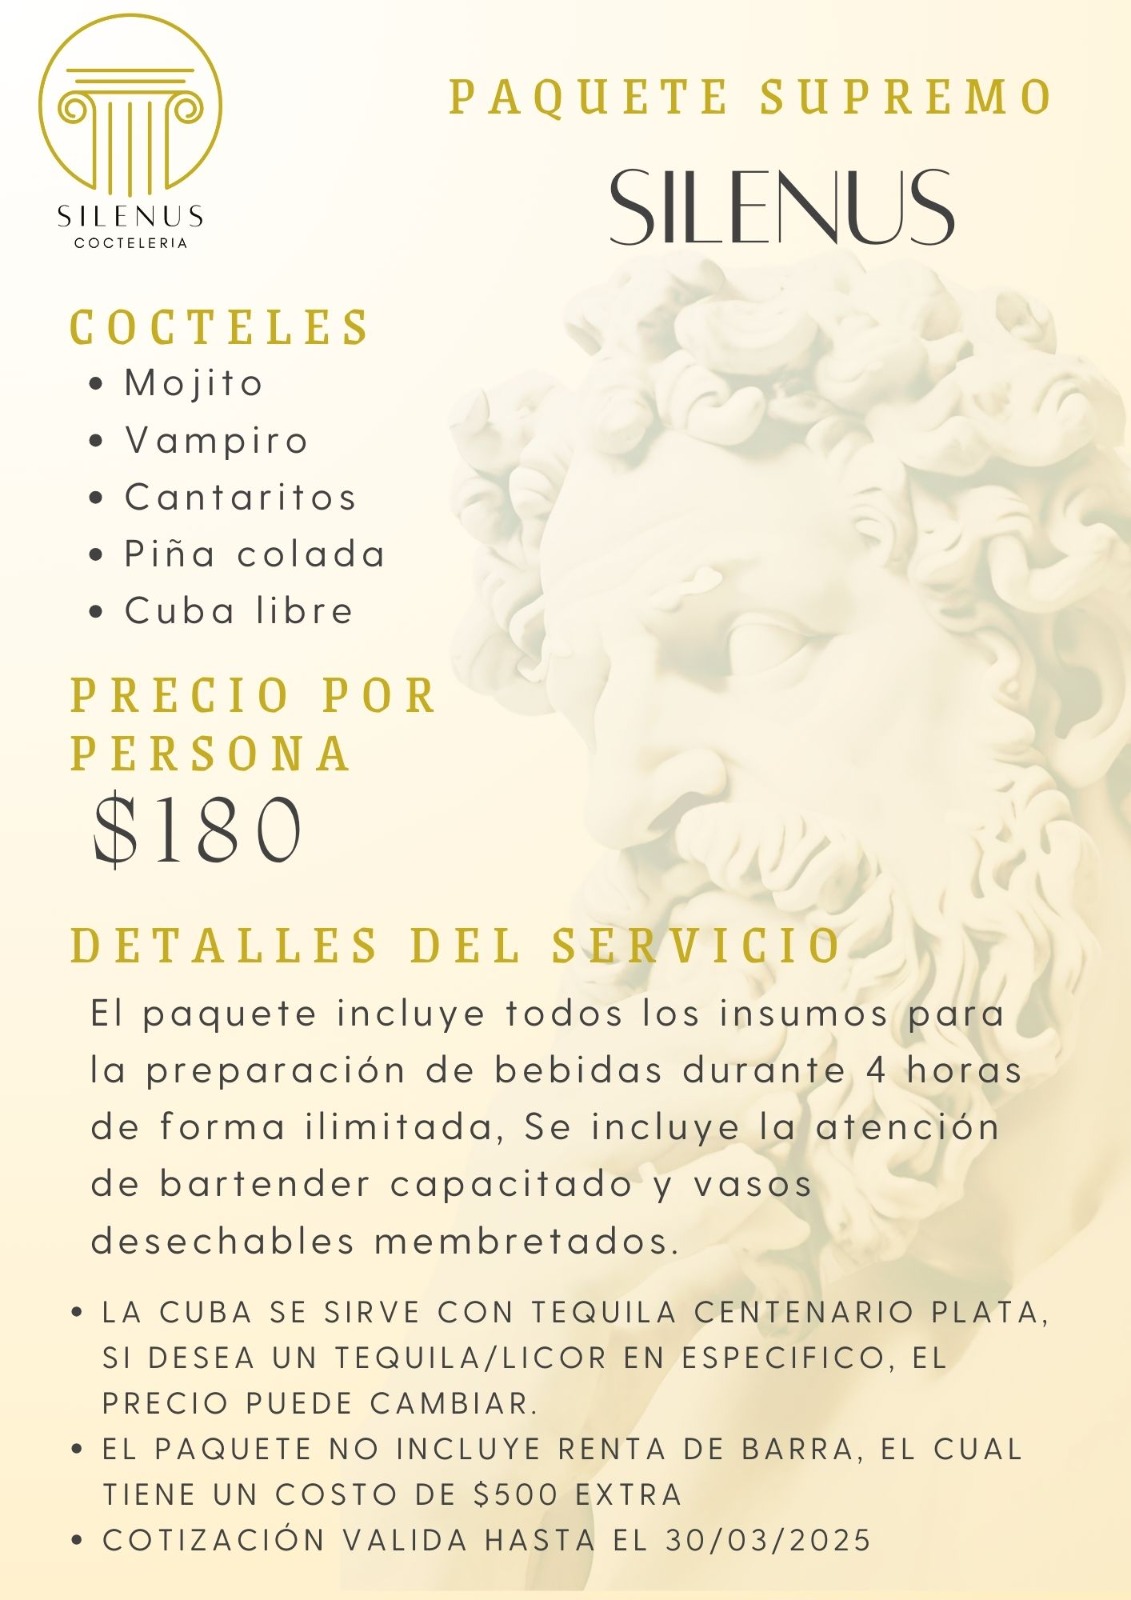 SILENUS
COCTELERIA
PAQUETE SUPREMO
SILENUS
COCTELES
• Mojito
• Vampiro
• Cantaritos
• Piña colada
• Cuba libre
PRECIO POR
PERSONA
$180
DETALLES DEL SERVICIO
El paquete incluye todos los insumos para
la preparación de bebidas durante 4 horas
de forma ilimitada, Se incluye la atención
de bartender capacitado y vasos
desechables membretados.
• LA CUBA SE SIRVE CON TEQUILA CENTENARIO PLATA,
SI DESEA UN TEQUILA/LICOR EN ESPECIFICO, EL
PRECIO PUEDE CAMBIAR.
• EL PAQUETE NO INCLUYE RENTA DE BARRA, EL CUAL
TIENE UN COSTO DE $500 EXTRA
• COTIZACIÓN VALIDA HASTA EL 30/03/2025